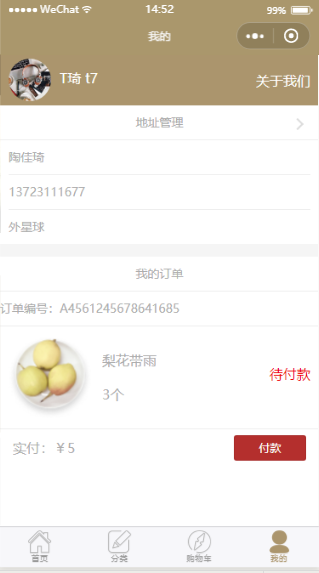 WeChat 14:52 99%
我的
T琦 t7 关于我们
地址管理
陶佳琦
13723111677
外星球
我的订单
订单编号：A4561245678641685
梨花带雨
3个
待付款
实付：￥5 付款
首页 分类 购物车 我的